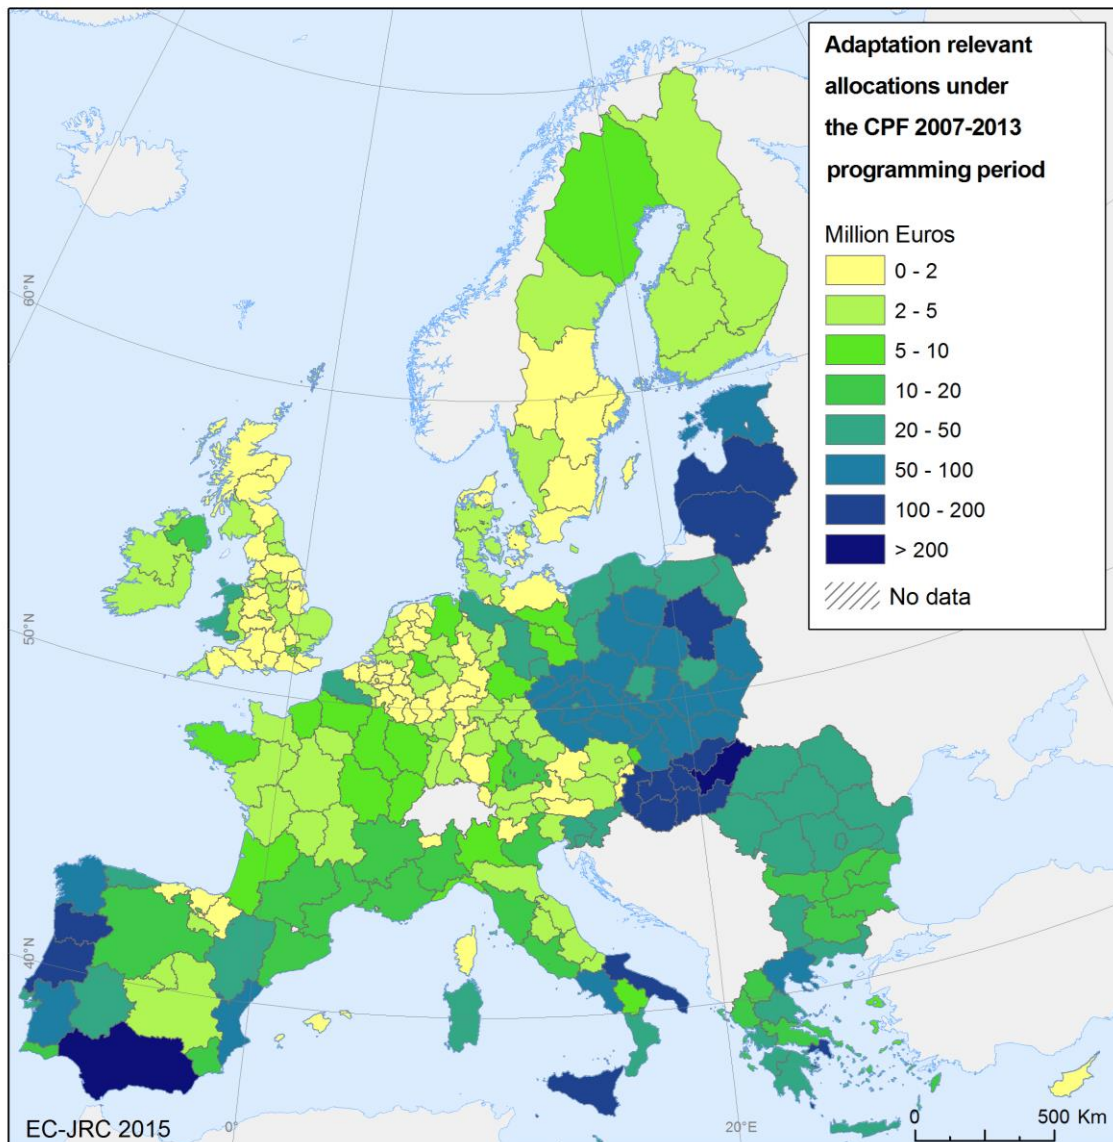 Adaptation relevant
allocations under
the CPF 2007-2013
programming period
Million Euros
0 - 2
2 - 5
5 - 10
10 - 20
20 - 50
50 - 100
100 - 200
> 200
No data
60°N
50°N
40°N
0°
20°E
0 500 Km
EC-JRC 2015